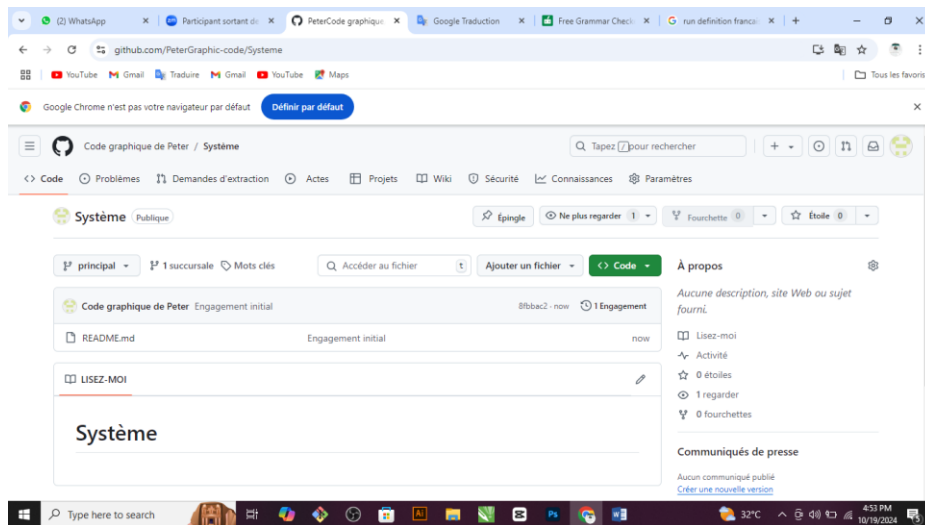 (2) WhatsApp
Participant sortant de
PeterCode graphique
Google Traduction
Free Grammar Check
run definition francai
github.com/PeterGraphic-code/Systeme
YouTube
Gmail
Traduire
Gmail
YouTube
Maps
Tous les favoris
Google Chrome n'est pas votre navigateur par défaut
Définir par défaut
Code graphique de Peter / Système
Tapez / pour rechercher
<> Code
Problèmes
Demandes d'extraction
Actes
Projets
Wiki
Sécurité
Connaissances
Paramètres
Système Publique
Épingle
Ne plus regarder 1
Fourchette 0
Étoile 0
principal
1 succursale
Mots clés
Accéder au fichier t
Ajouter un fichier
<> Code
À propos
Code graphique de Peter Engagement initial
8fbbac2 - now
1 Engagement
README.md
Engagement initial
now
Aucune description, site Web ou sujet
fourni.
Lisez-moi
Activité
0 étoiles
1 regarder
0 fourchettes
LISEZ-MOI
Système
Communiqués de presse
Aucun communiqué publié
Créer une nouvelle version
Type here to search
Ai
Ps
32°C
4:53 PM
10/19/2024